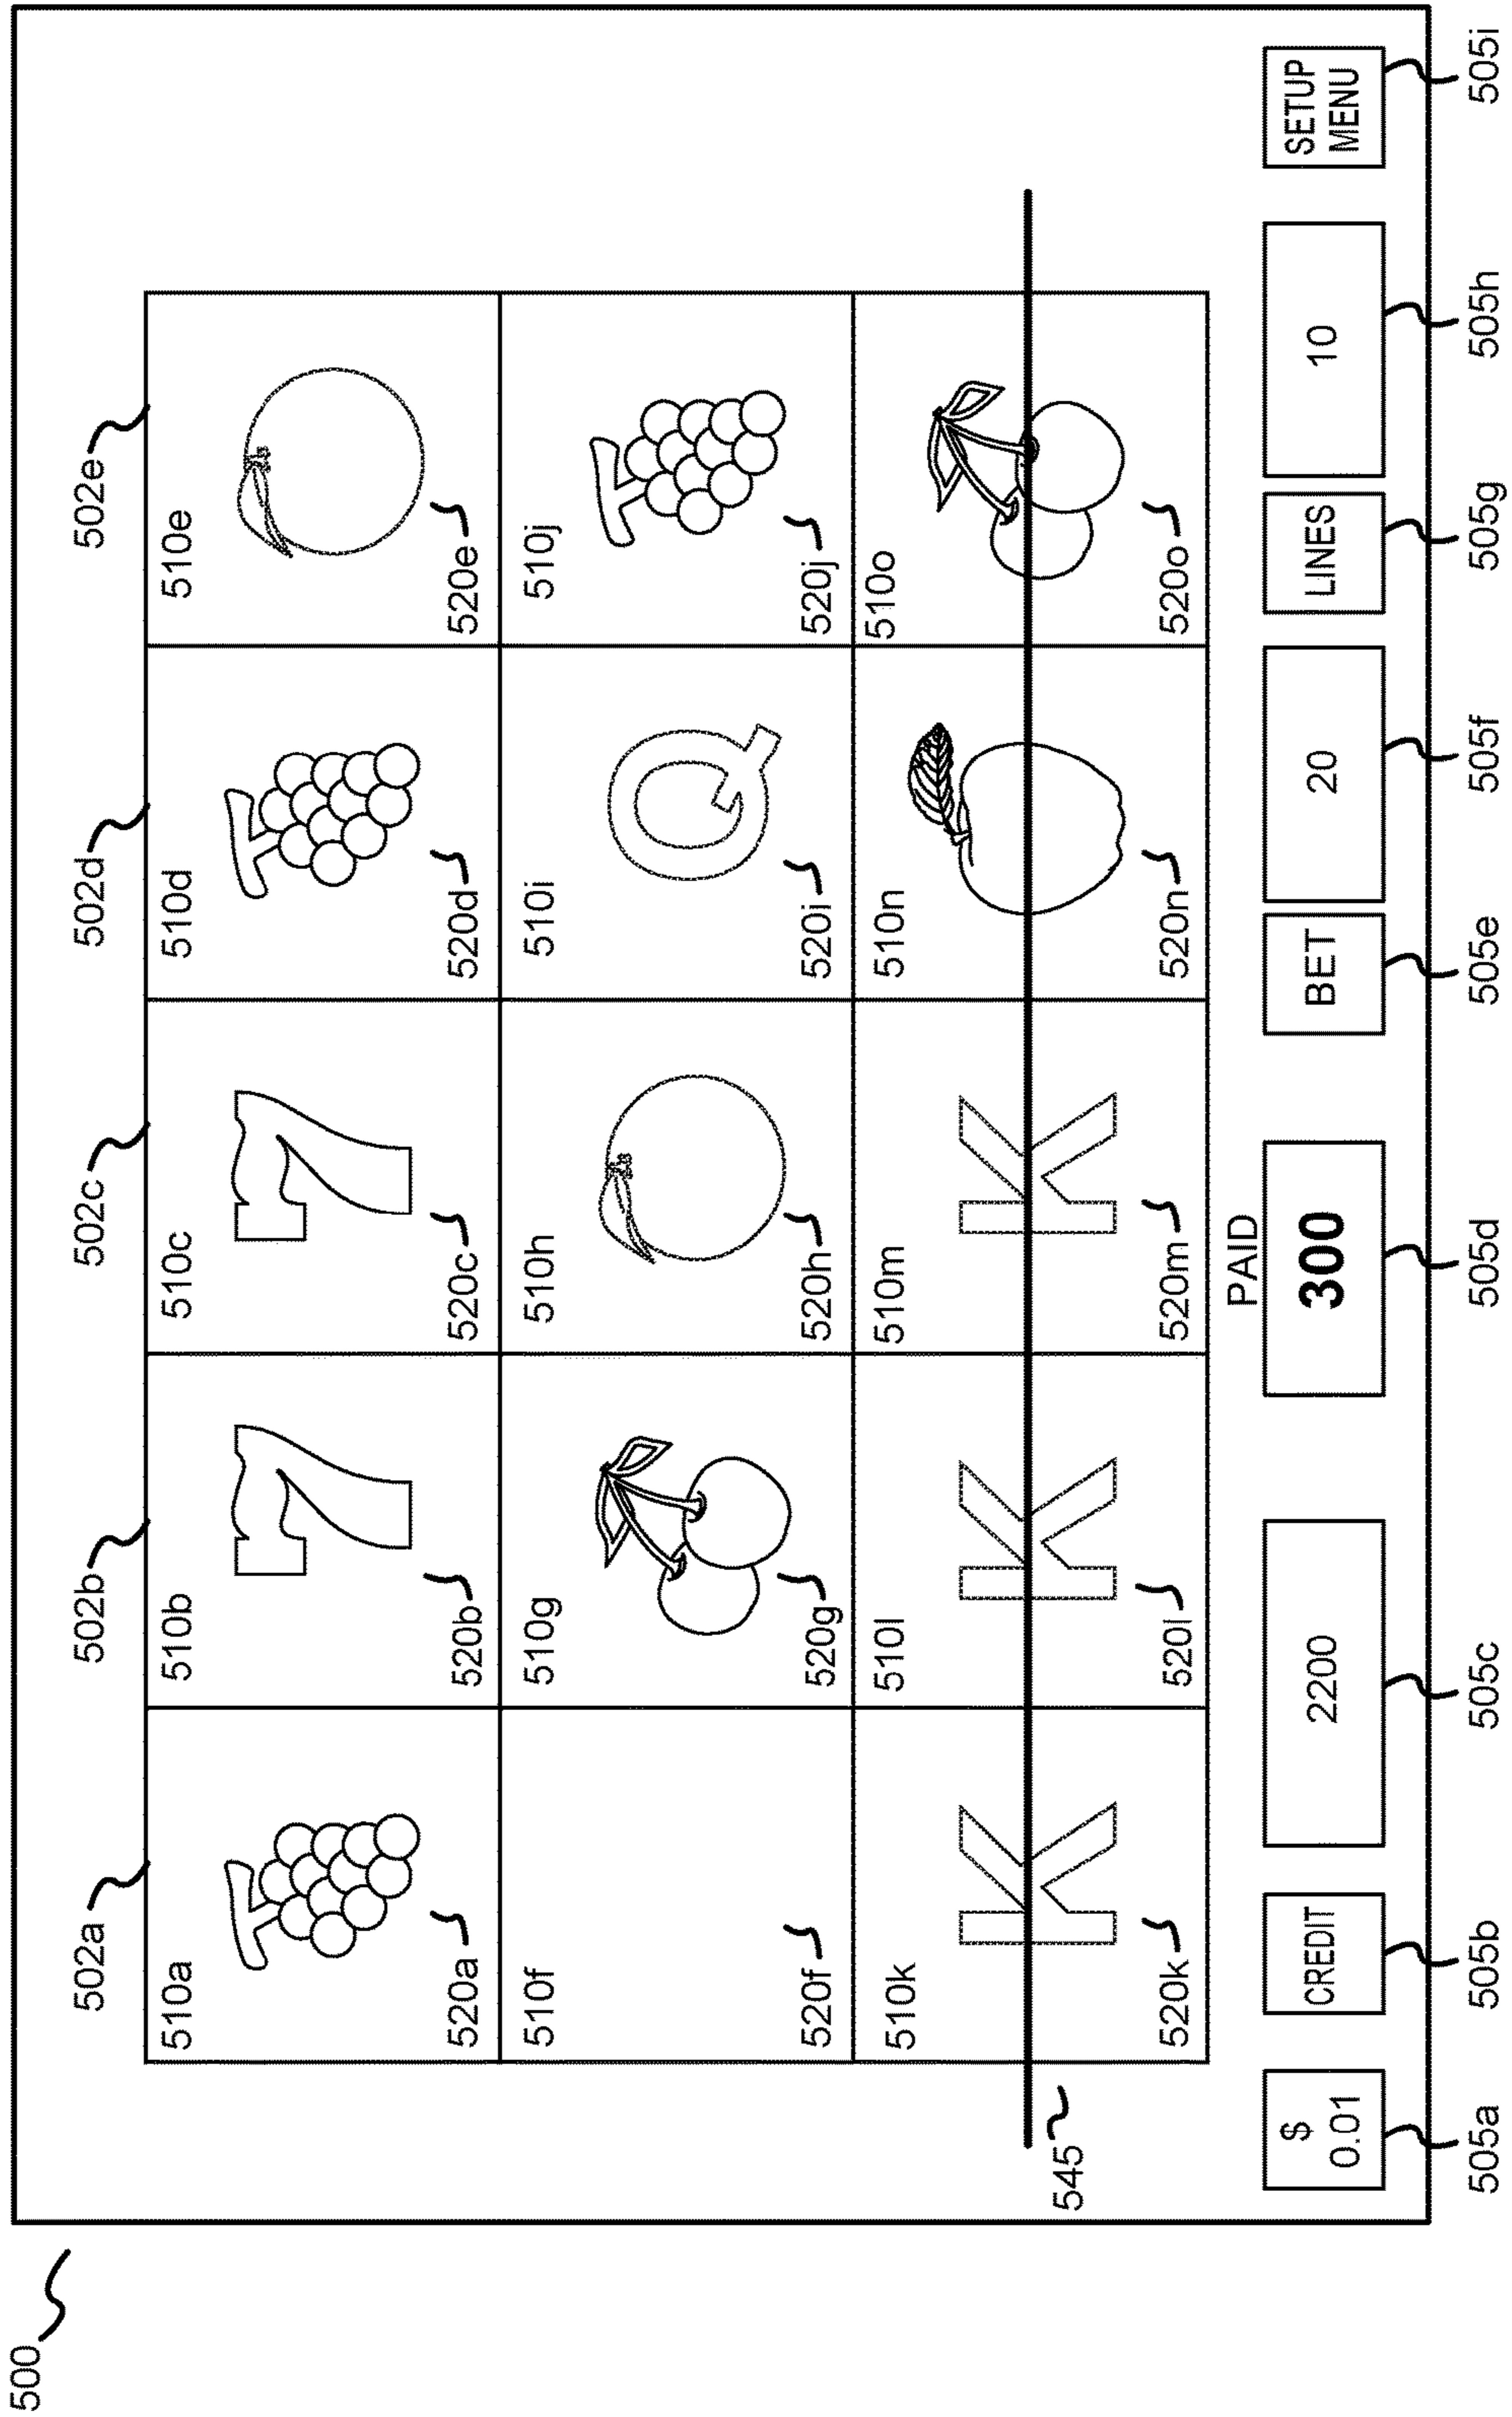 500
502a 502b 502c 502d 502e
510a 510b 510c 510d 510e
7 7
520a 520b 520c 520d 520e
510f 510g 510h 510i 510j
Q
520f 520g 520h 520i 520j
510k 510l 510m 510n 510o
K K K
545
520k 520l 520m 520n 520o
PAID
$
0.01
CREDIT 2200 300 BET 20 LINES 10
SETUP
MENU
505a 505b 505c 505d 505e 505f 505g 505h 505i